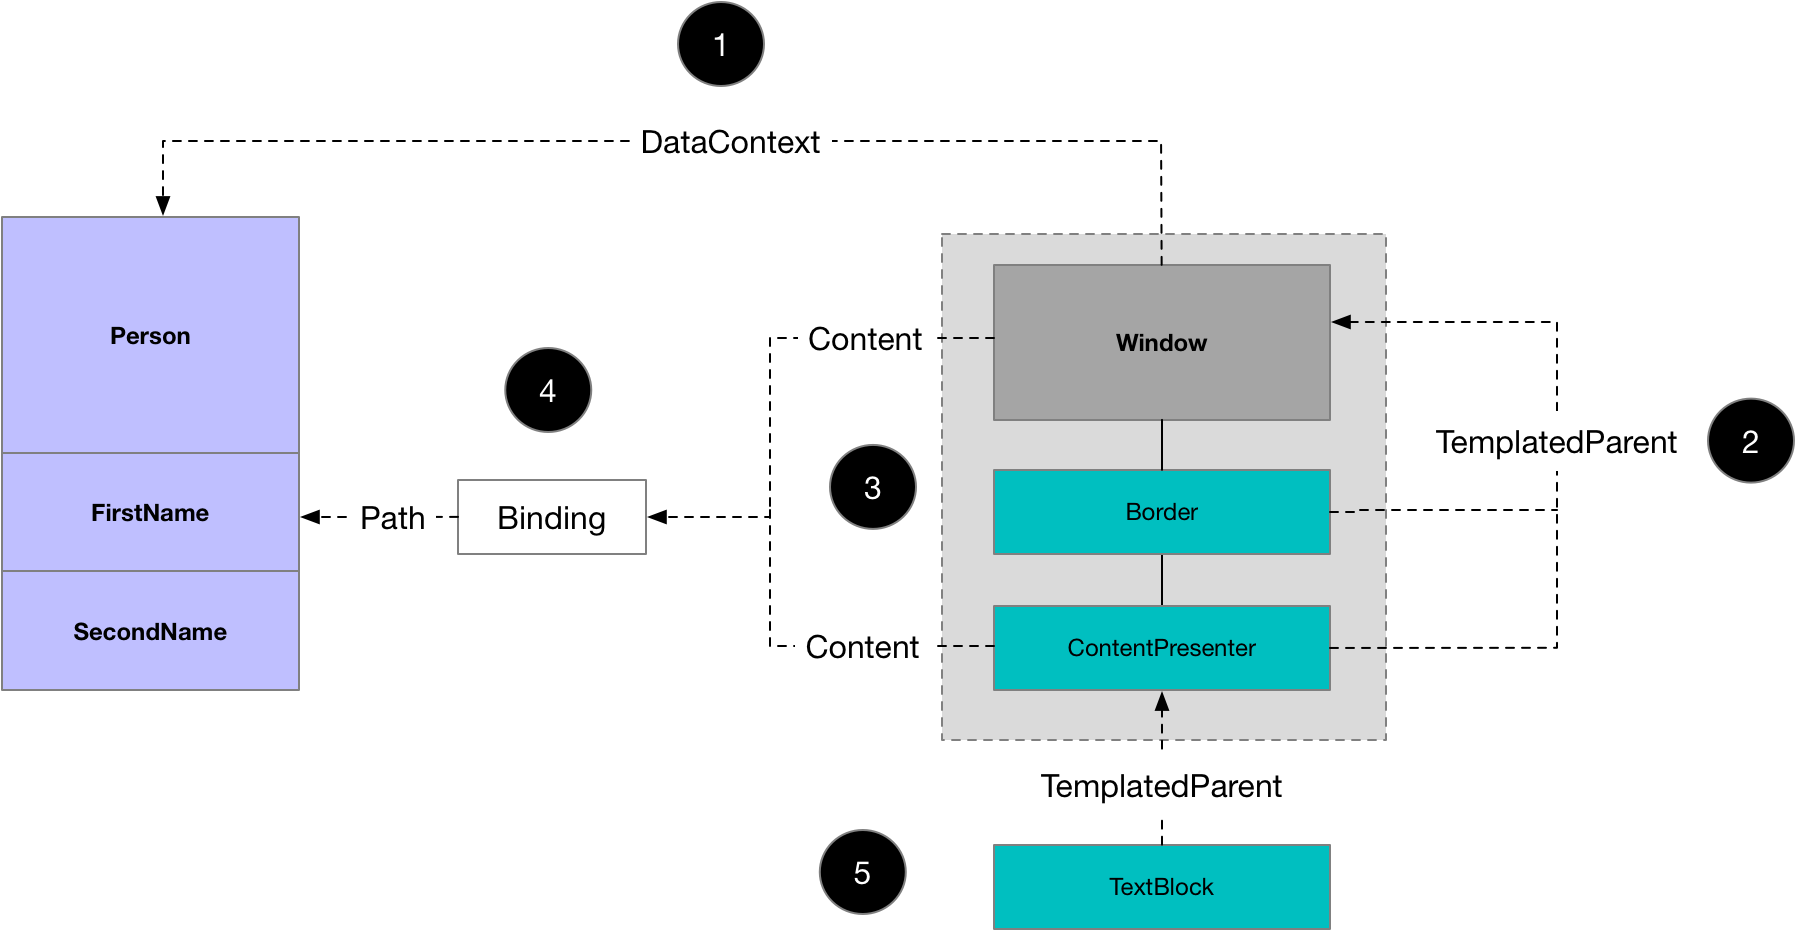 1
DataContext
Person
Content
Window
4
TemplatedParent
2
3
FirstName
Path
Binding
Border
SecondName
Content
ContentPresenter
TemplatedParent
5
TextBlock